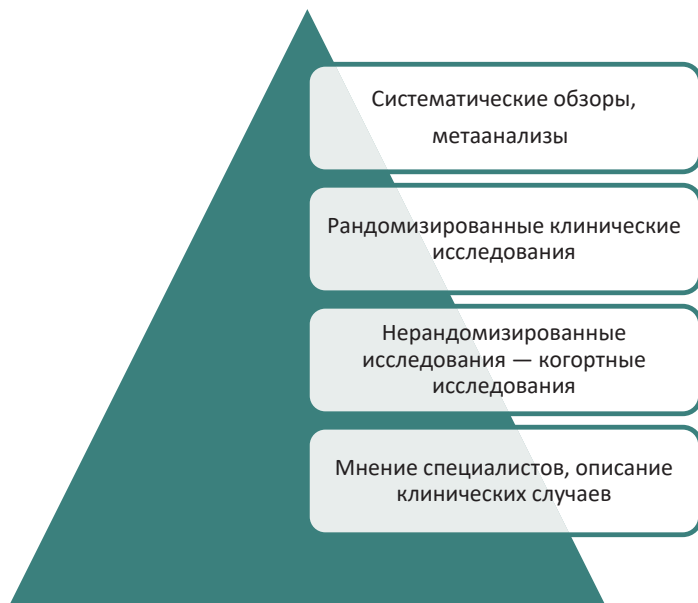 Систематические обзоры,
метаанализы
Рандомизированные клинические
исследования
Нерандомизированные
исследования — когортные
исследования
Мнение специалистов, описание
клинических случаев